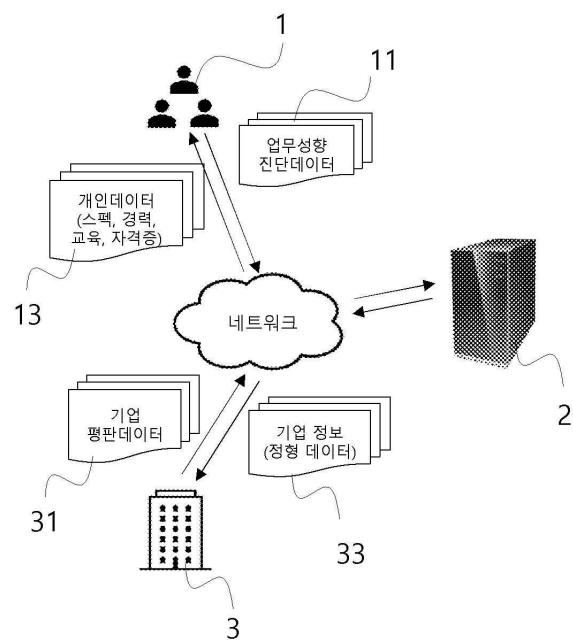 1
11
업무성향
진단데이터
개인데이터
(스펙, 경력,
교육, 자격증)
13
네트워크
2
기업
평판데이터
31
기업 정보
(정형 데이터)
33
3